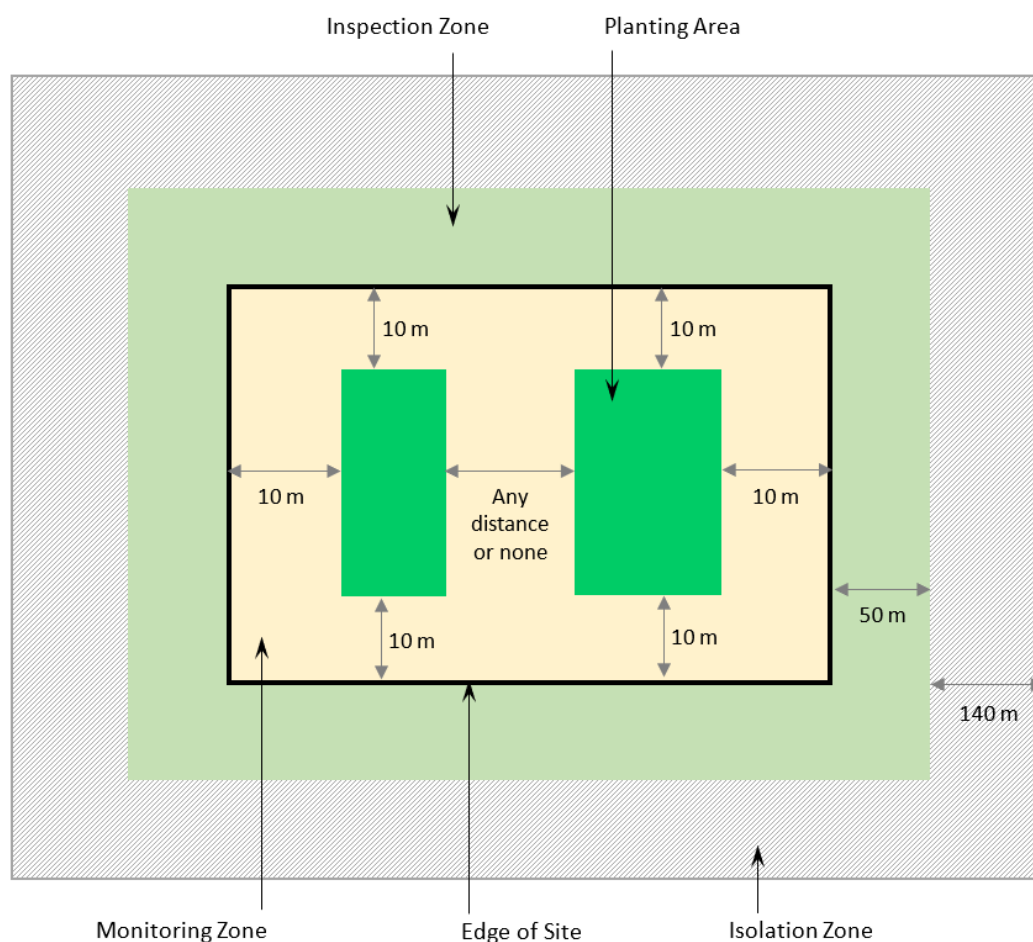 Inspection Zone
Planting Area
10 m
10 m
10 m
Any
distance
or none
10 m
10 m
10 m
50 m
140 m
Monitoring Zone
Edge of Site
Isolation Zone